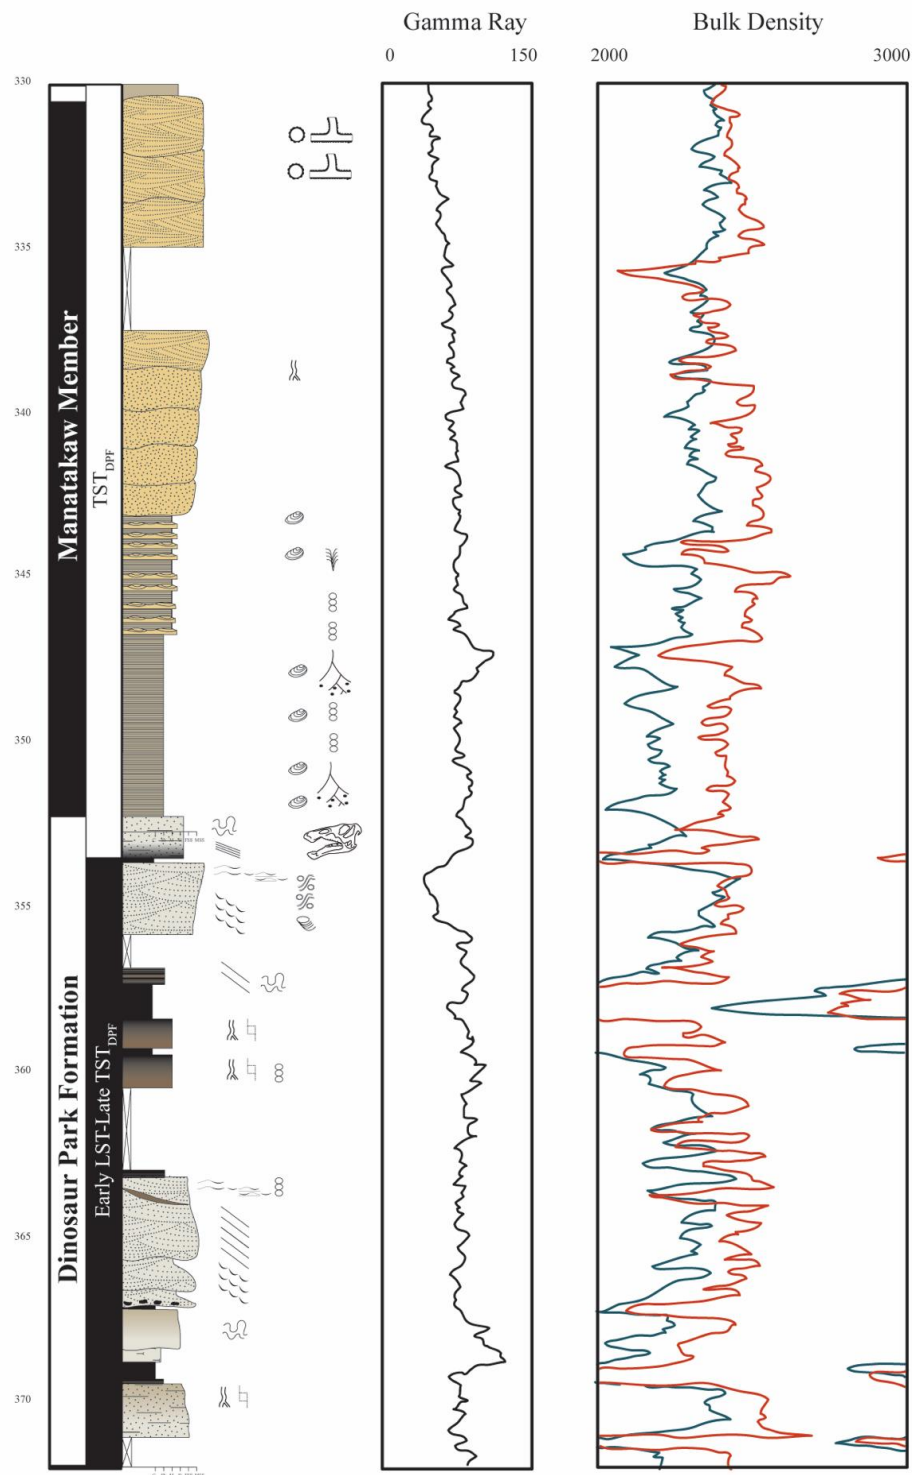 Gamma Ray
Bulk Density
0
150
2000
3000
330
335
340
345
350
355
360
365
370
Manatakaw Member
Dinosaur Park Formation
TST DPF
Early LST-Late TST DPF